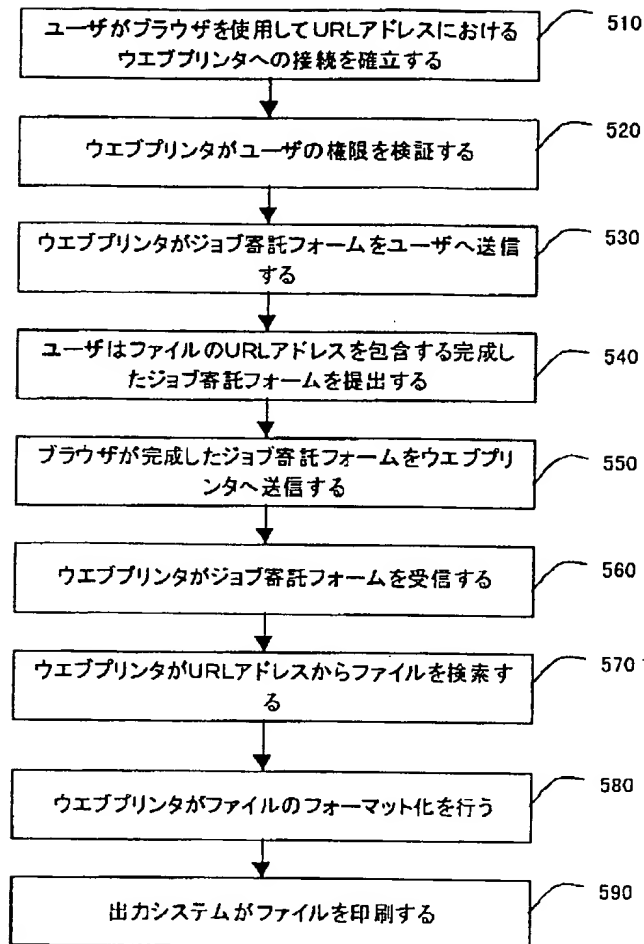 ユーザがブラウザを使用してURLアドレスにおける
ウエブプリンタへの接続を確立する
510
ウエブプリンタがユーザの権限を検証する
520
ウエブプリンタがジョブ寄託フォームをユーザへ送信
する
530
ユーザはファイルのURLアドレスを包含する完成し
たジョブ寄託フォームを提出する
540
ブラウザが完成したジョブ寄託フォームをウエブプリ
ンタへ送信する
550
ウエブプリンタがジョブ寄託フォームを受信する
560
ウエブプリンタがURLアドレスからファイルを検索す
る
570
ウエブプリンタがファイルのフォーマット化を行う
580
出力システムがファイルを印刷する
590